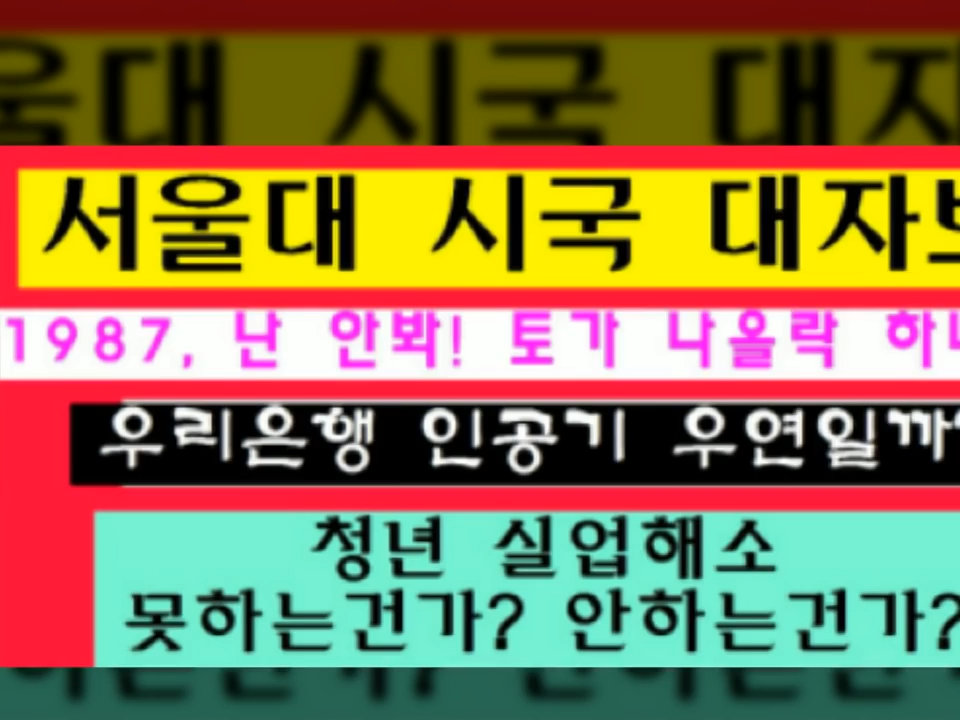 서울대 시국 대자보
1987, 난 안봐! 토가 나올락 하네
우리은행 인공기 우연일까?
청년 실업해소
못하는건가? 안하는건가?